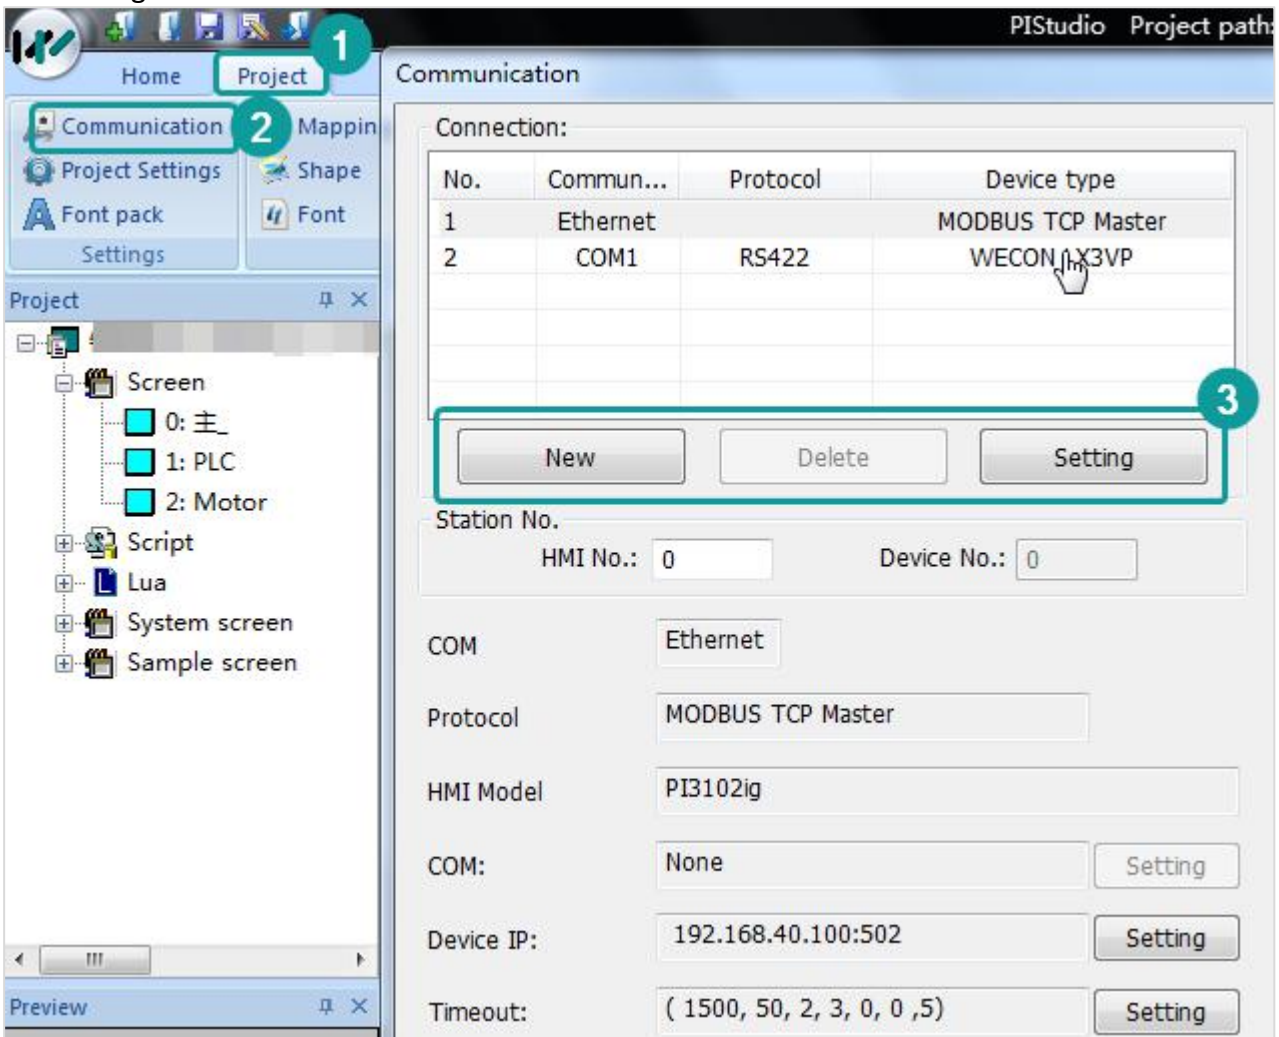 PIStudio Project path:
1
Home Project
Communication
Communication 2 Mappin
Project Settings Shape
Font pack Font
Settings
Connection:
No. Commun... Protocol Device type
1 Ethernet MODBUS TCP Master
2 COM1 RS422 WECON X3VP
Project
Screen
0: 主_
1: PLC
2: Motor
Script
Lua
System screen
Sample screen
3
New Delete Setting
Station No.
HMI No.: 0 Device No.: 0
COM Ethernet
Protocol MODBUS TCP Master
HMI Model PI3102ig
COM: None Setting
Device IP: 192.168.40.100:502 Setting
Timeout: ( 1500, 50, 2, 3, 0, 0 ,5) Setting
Preview